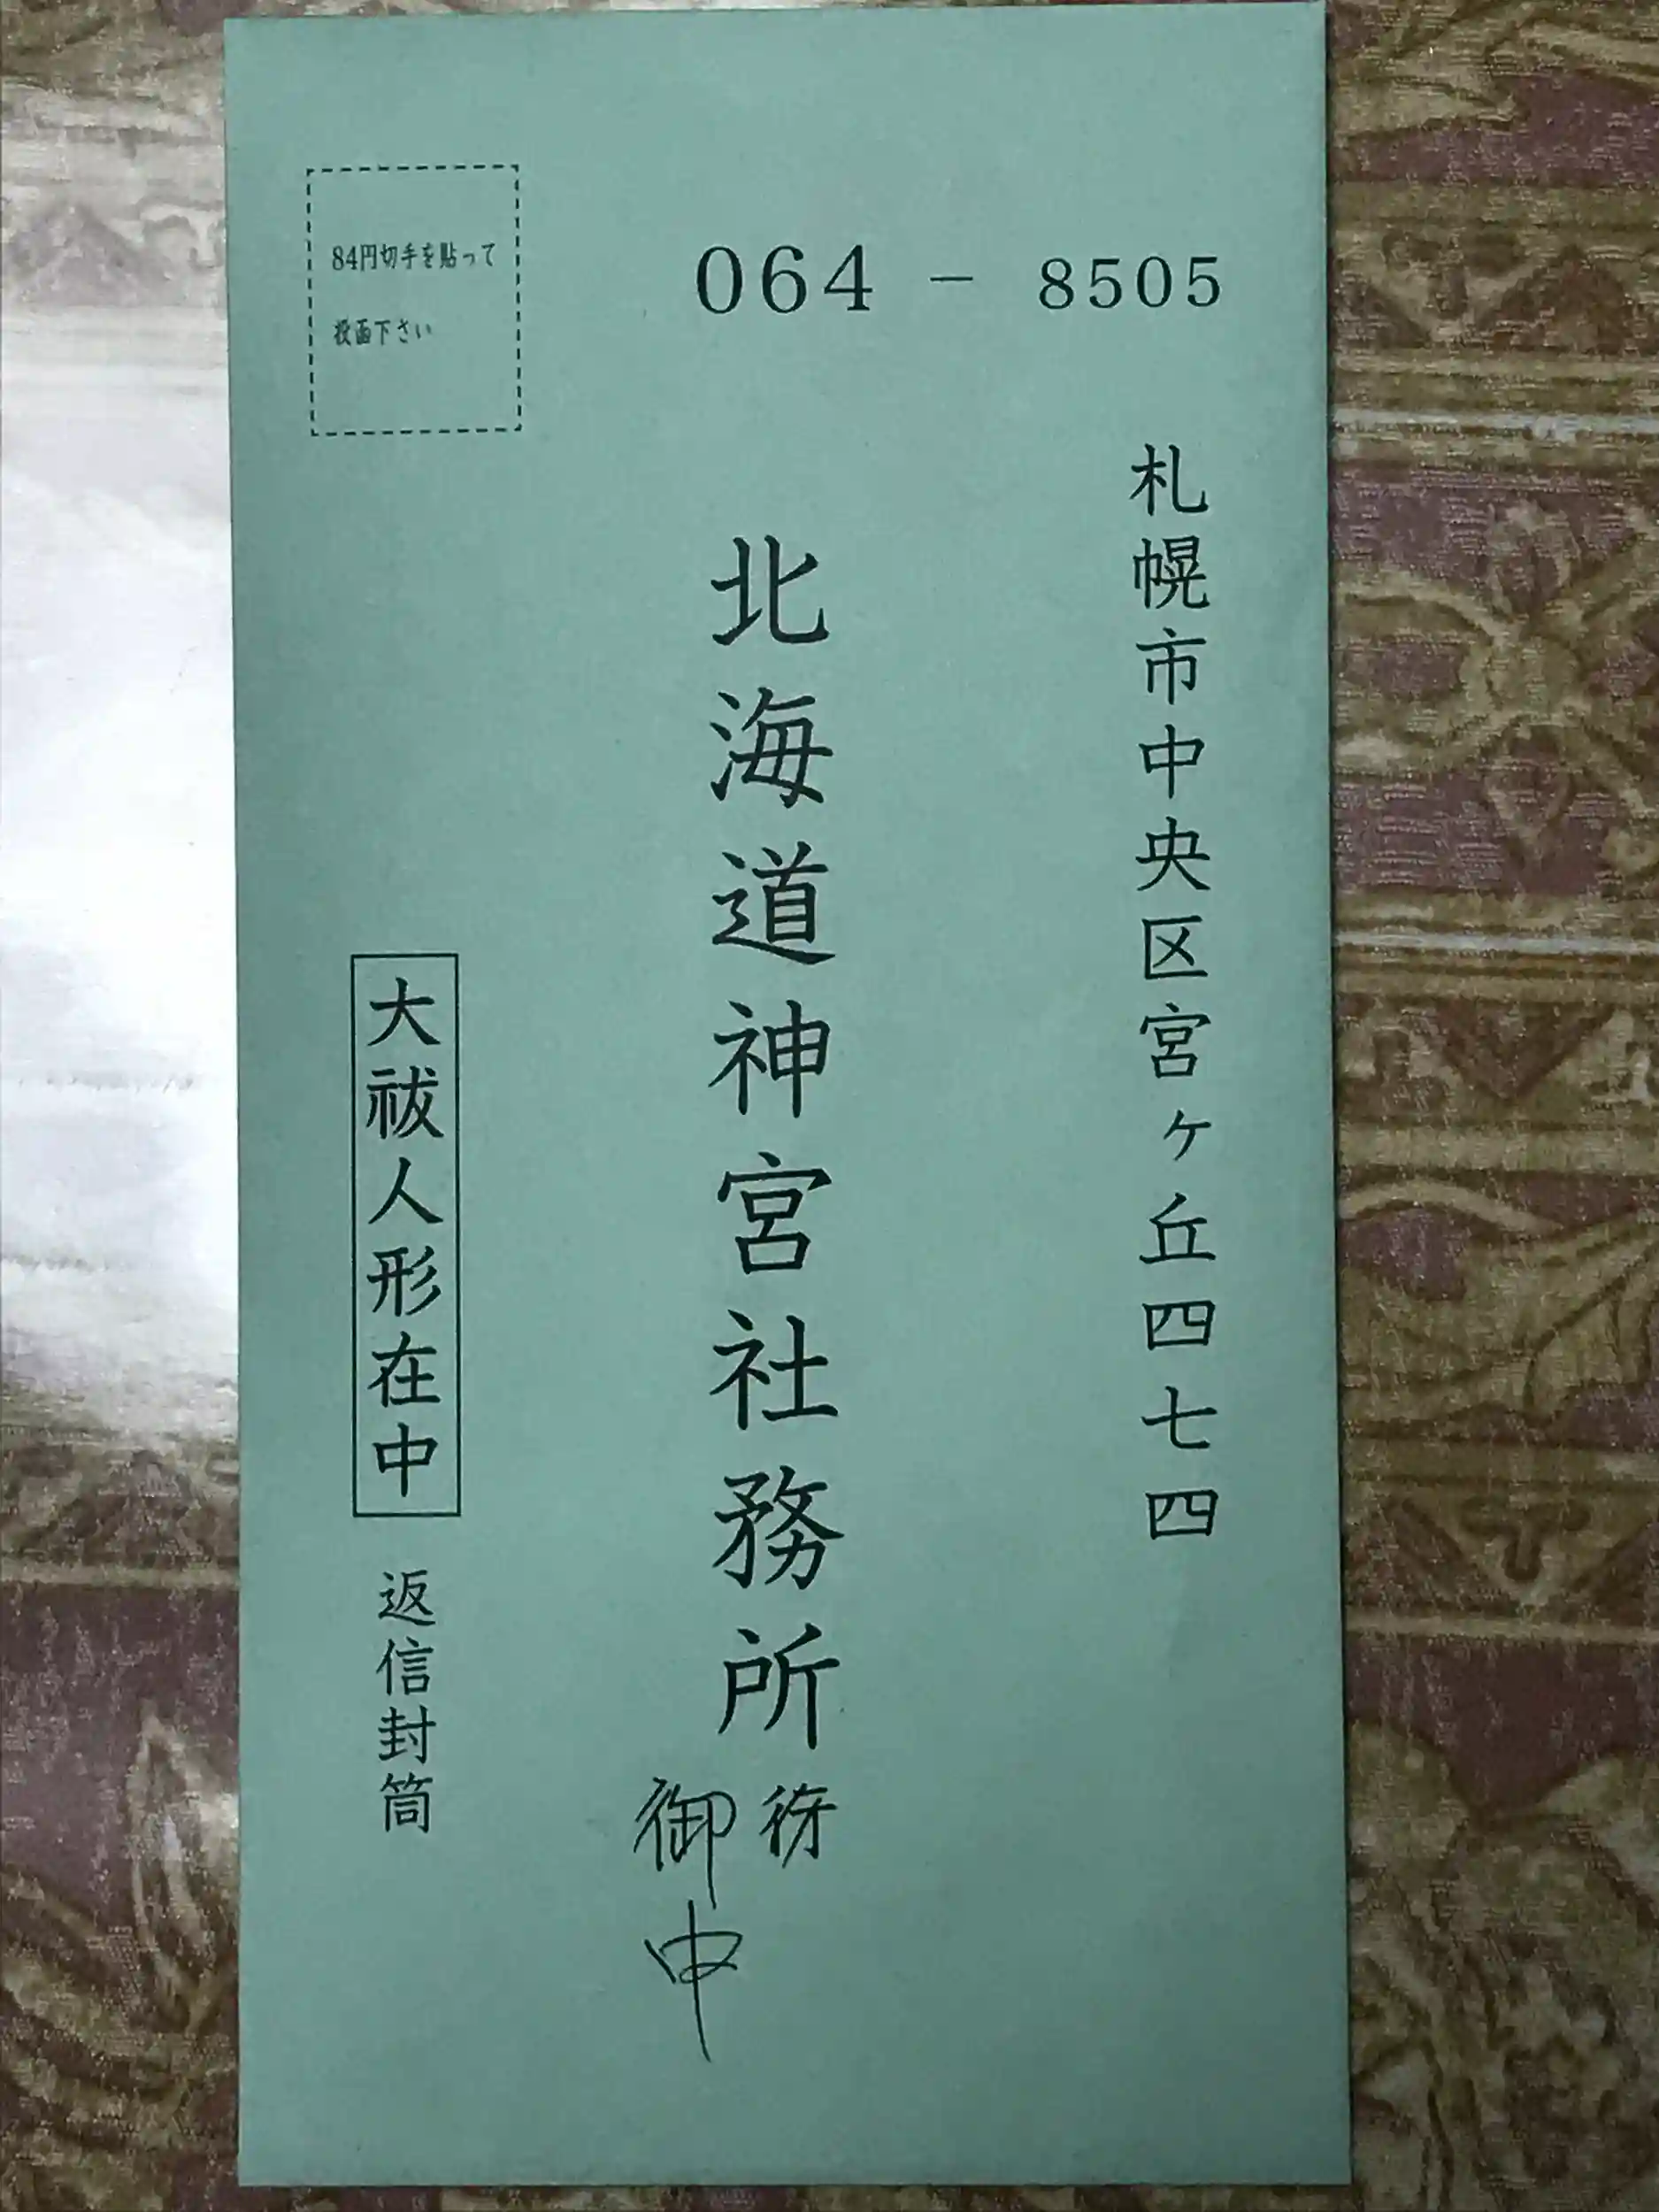 064 - 8505
札幌市中央区宮ヶ丘四七四
北海道神宮社務所
御中
84円切手を貼って
投函下さい
大祓人形在中
返信封筒